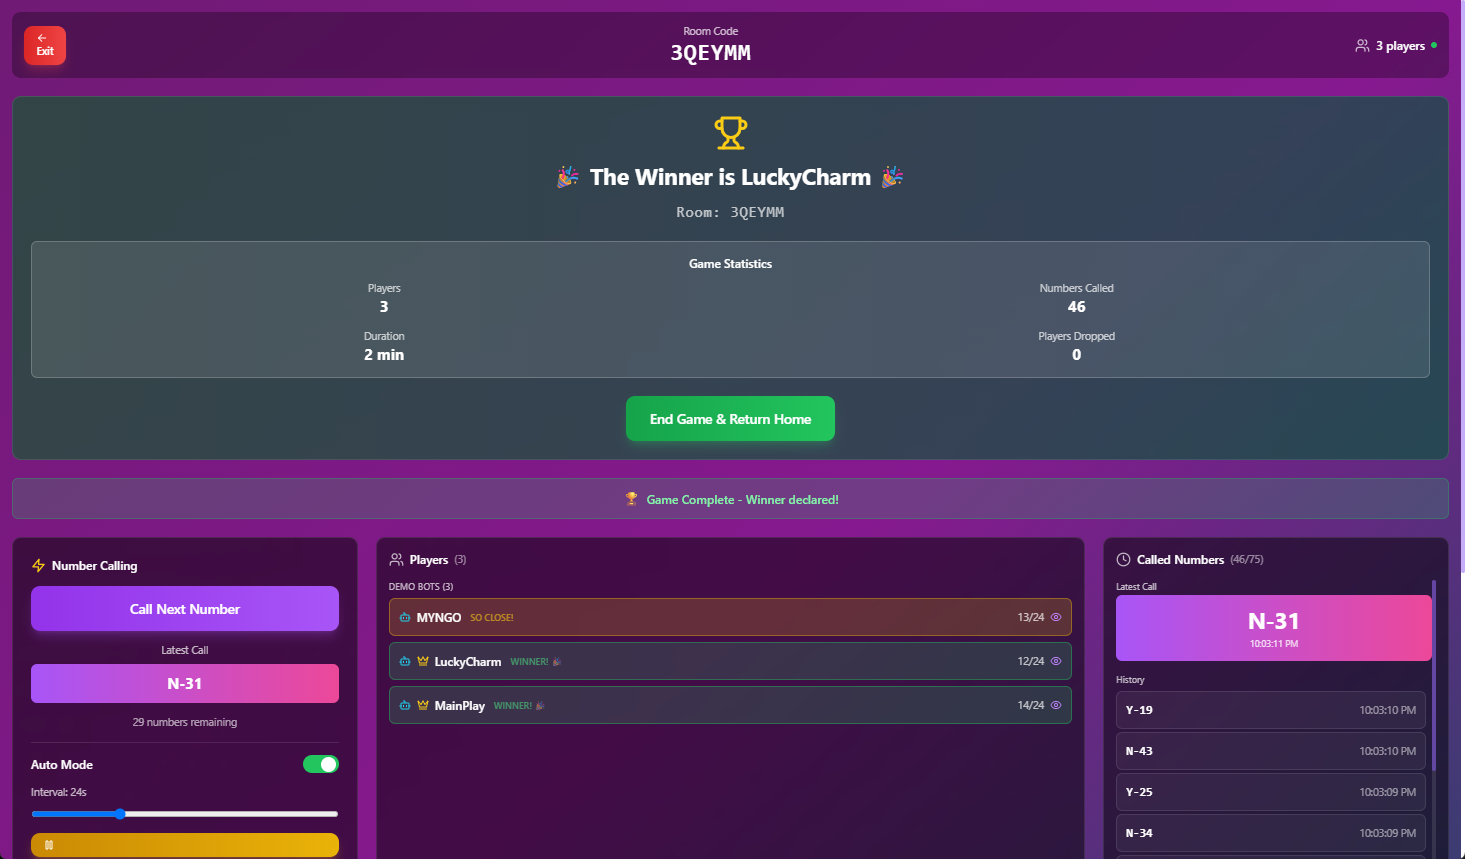 Exit
Room Code
3QEYMM
3 players
The Winner is LuckyCharm
Room: 3QEYMM
Game Statistics
Players
3
Numbers Called
46
Duration
2 min
Players Dropped
0
End Game & Return Home
Game Complete - Winner declared!
Number Calling
Call Next Number
Latest Call
N-31
29 numbers remaining
Auto Mode
Interval: 24s
Players (3)
DEMO BOTS (3)
MYNGO SO CLOSE! 13/24
LuckyCharm WINNER! 12/24
MainPlay WINNER! 14/24
Called Numbers (46/75)
Latest Call
N-31
10:03:11 PM
History
Y-19 10:03:10 PM
N-43 10:03:10 PM
Y-25 10:03:09 PM
N-34 10:03:09 PM